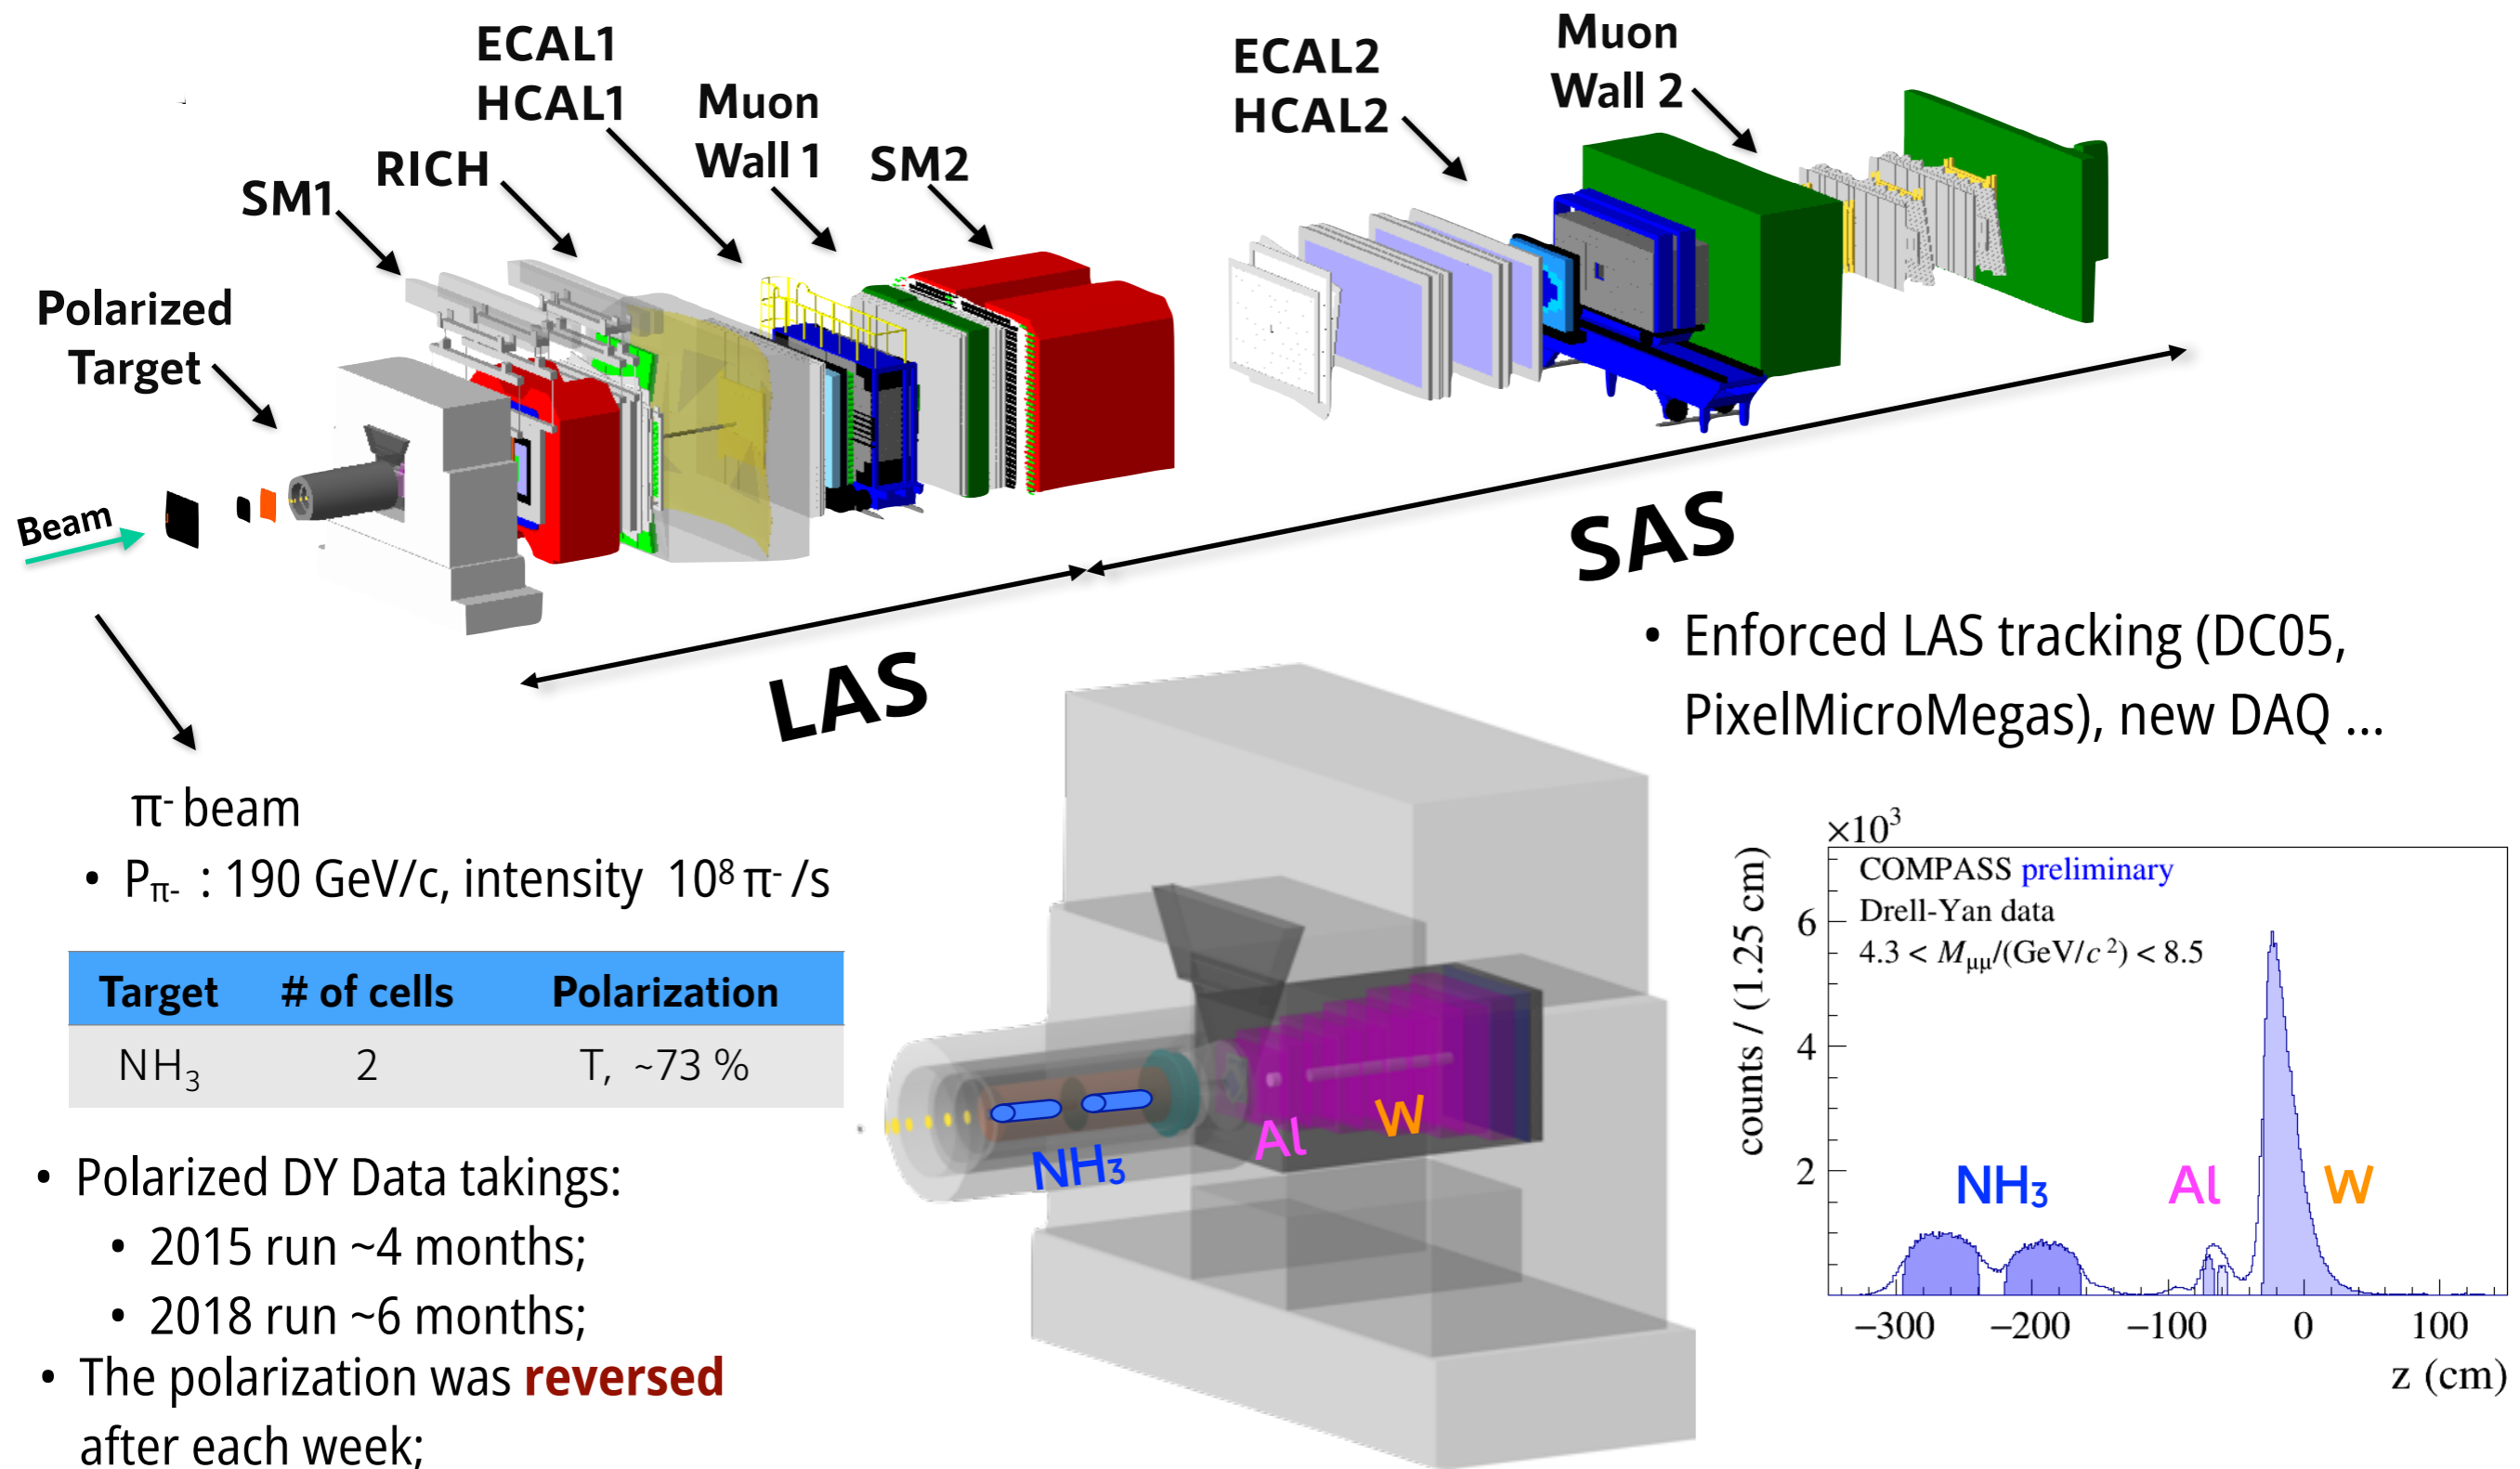 ECAL1
HCAL1
Muon
Wall 1
RICH
SM1
SM2
ECAL2
HCAL2
Muon
Wall 2
Polarized
Target
Beam
SAS
LAS
• Enforced LAS tracking (DC05,
PixelMicroMegas), new DAQ ...
π⁻ beam
• Pπ- : 190 GeV/c, intensity 10⁸ π⁻ /s
Target # of cells Polarization
NH₃ 2 T, ~73 %
• Polarized DY Data takings:
• 2015 run ~4 months;
• 2018 run ~6 months;
• The polarization was reversed
after each week;
NH₃
Al
W
×10³
COMPASS preliminary
Drell-Yan data
4.3 < Mμμ/(GeV/c²) < 8.5
counts / (1.25 cm)
6
4
2
NH₃ Al W
−300 −200 −100 0 100
z (cm)